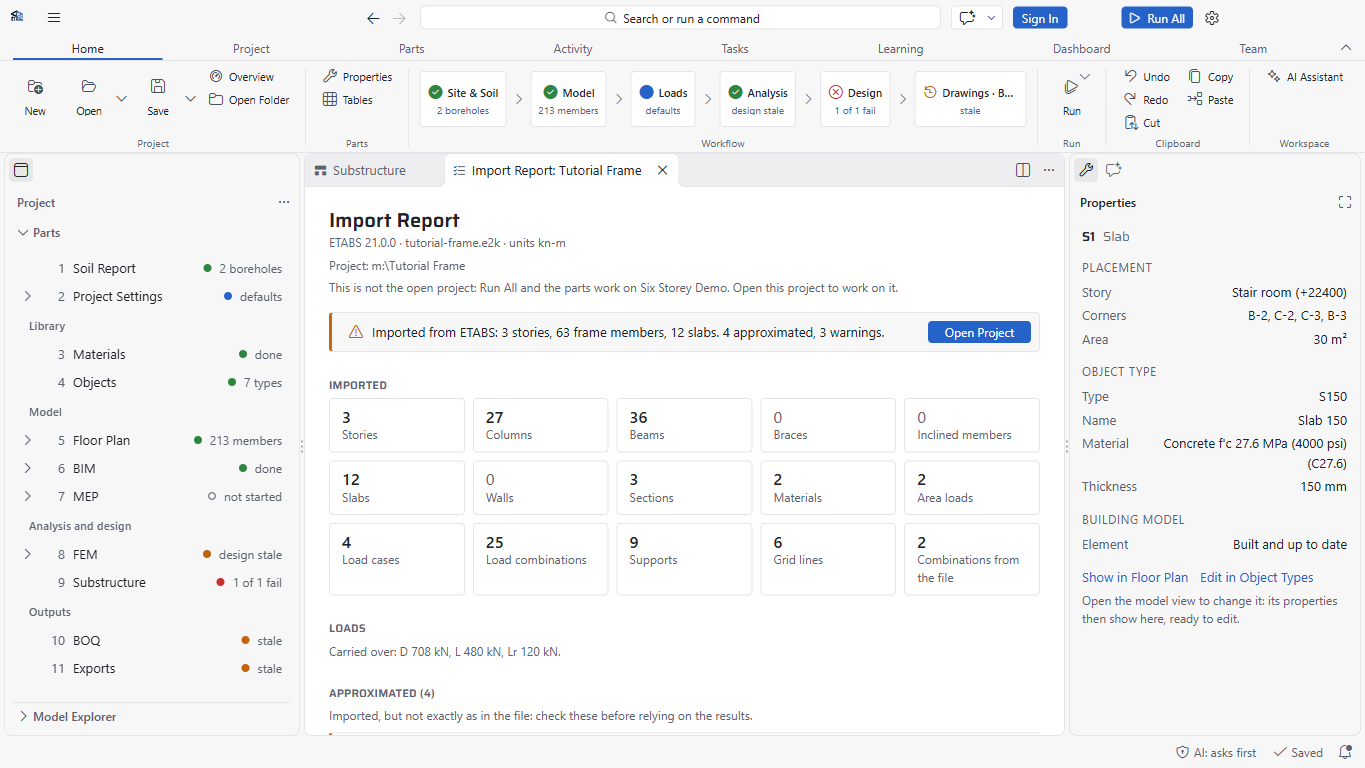 Search or run a command
Sign In
Run All
Home
Project
Parts
Activity
Tasks
Learning
Dashboard
Team
New
Open
Save
Overview
Open Folder
Project
Properties
Tables
Parts
Site & Soil
2 boreholes
Model
213 members
Loads
defaults
Analysis
design stale
Design
1 of 1 fail
Drawings · B...
stale
Workflow
Run
Run
Undo
Redo
Cut
Copy
Paste
Clipboard
AI Assistant
Workspace
Project
Parts
1 Soil Report 2 boreholes
2 Project Settings defaults
Library
3 Materials done
4 Objects 7 types
Model
5 Floor Plan 213 members
6 BIM done
7 MEP not started
Analysis and design
8 FEM design stale
9 Substructure 1 of 1 fail
Outputs
10 BOQ stale
11 Exports stale
Model Explorer
Substructure
Import Report: Tutorial Frame
Import Report
ETABS 21.0.0 · tutorial-frame.e2k · units kn-m
Project: m:\Tutorial Frame
This is not the open project: Run All and the parts work on Six Storey Demo. Open this project to work on it.
Imported from ETABS: 3 stories, 63 frame members, 12 slabs. 4 approximated, 3 warnings.
Open Project
IMPORTED
3
Stories
27
Columns
36
Beams
0
Braces
0
Inclined members
12
Slabs
0
Walls
3
Sections
2
Materials
2
Area loads
4
Load cases
25
Load combinations
9
Supports
6
Grid lines
2
Combinations from
the file
LOADS
Carried over: D 708 kN, L 480 kN, Lr 120 kN.
APPROXIMATED (4)
Imported, but not exactly as in the file: check these before relying on the results.
Properties
S1 Slab
PLACEMENT
Story Stair room (+22400)
Corners B-2, C-2, C-3, B-3
Area 30 m²
OBJECT TYPE
Type S150
Name Slab 150
Material Concrete f'c 27.6 MPa (4000 psi)
(C27.6)
Thickness 150 mm
BUILDING MODEL
Element Built and up to date
Show in Floor Plan Edit in Object Types
Open the model view to change it: its properties
then show here, ready to edit.
AI: asks first
Saved